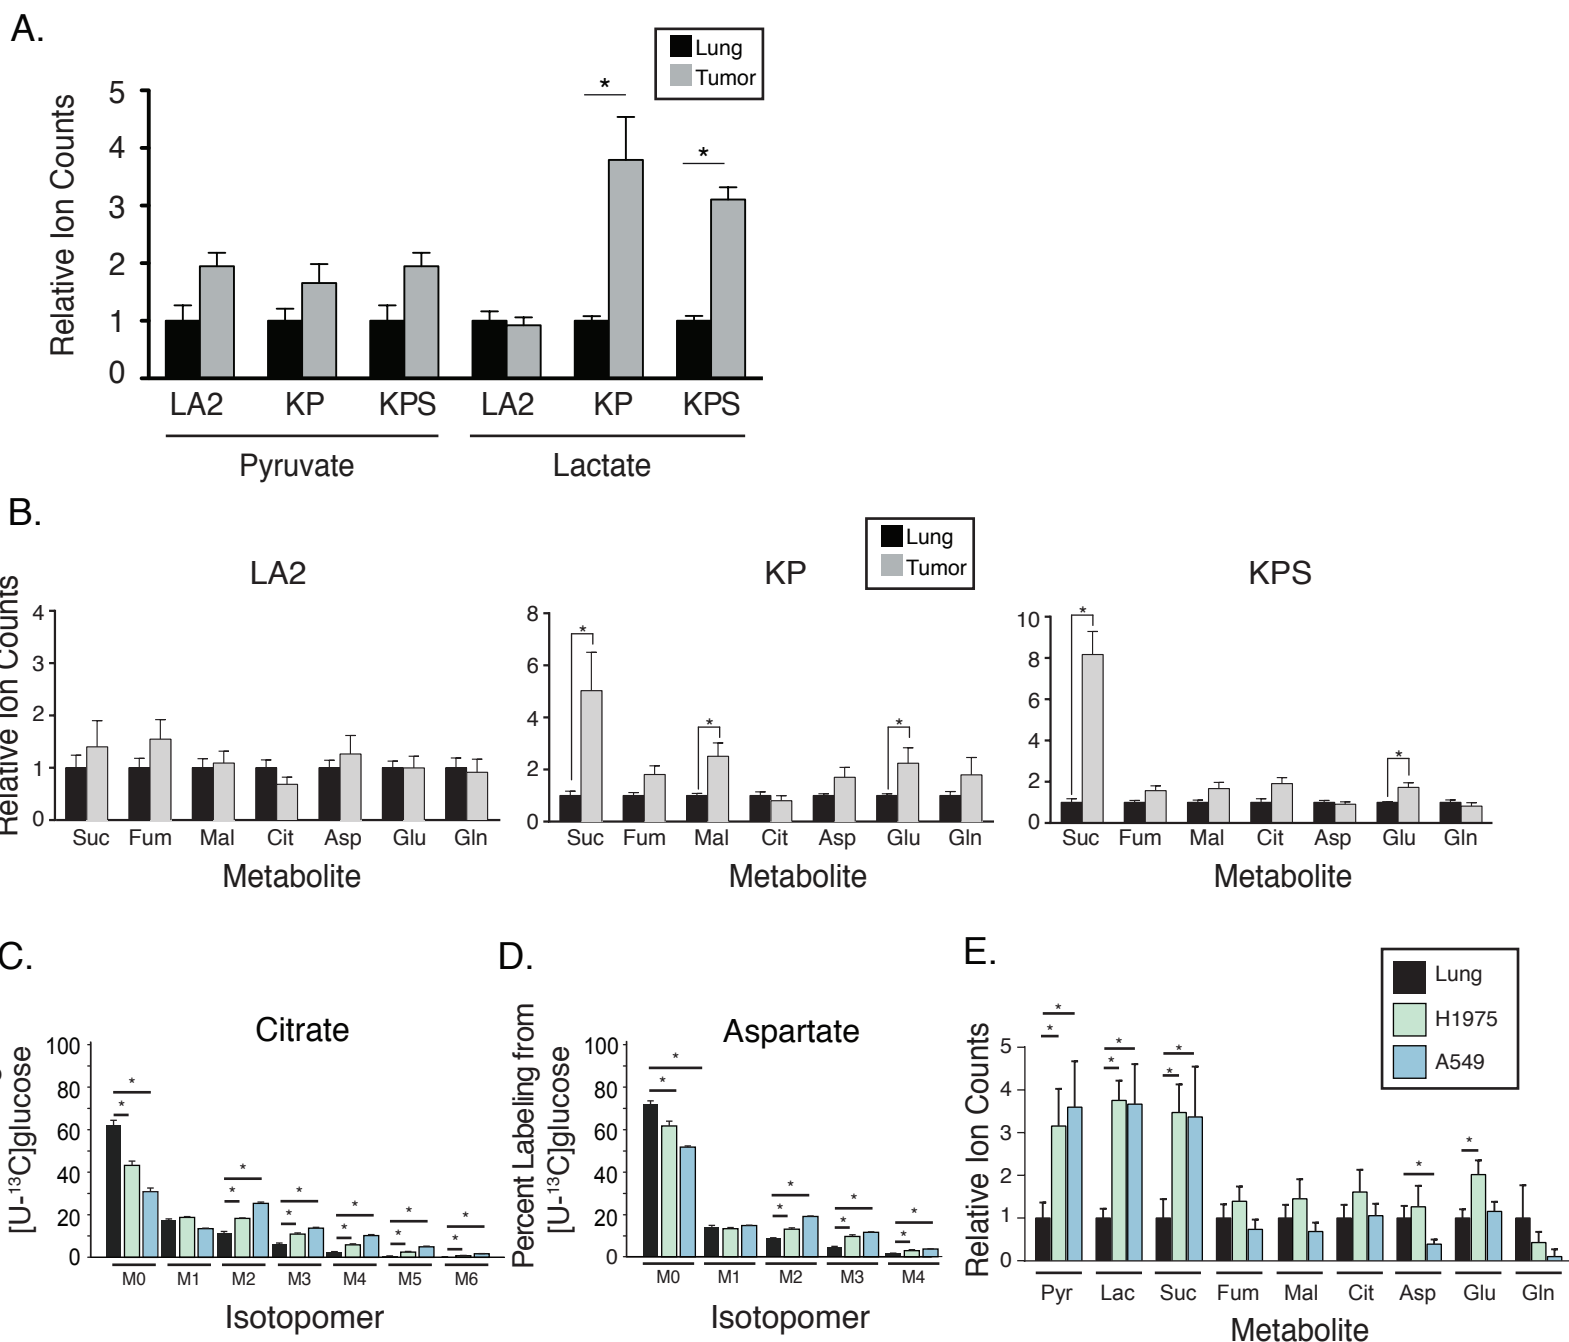 A.
Lung
Tumor
*
*
Relative Ion Counts
5
4
3
2
1
0
LA2 KP KPS LA2 KP KPS
Pyruvate Lactate
B.
Lung
Tumor
LA2
Relative Ion Counts
4
3
2
1
0
Suc Fum Mal Cit Asp Glu Gln
Metabolite
KP
8
6
4
2
0
* * *
Suc Fum Mal Cit Asp Glu Gln
Metabolite
KPS
10
8
6
4
2
0
* *
Suc Fum Mal Cit Asp Glu Gln
Metabolite
C.
Citrate
[U-¹³C]glucose
100
80
60
40
20
0
* * * * * * * * * * * *
M0 M1 M2 M3 M4 M5 M6
Isotopomer
D.
Aspartate
Percent Labeling from
[U-¹³C]glucose
100
80
60
40
20
0
* * * * * * * *
M0 M1 M2 M3 M4
Isotopomer
E.
Lung
H1975
A549
Relative Ion Counts
5
4
3
2
1
0
* * * * * * * *
Pyr Lac Suc Fum Mal Cit Asp Glu Gln
Metabolite